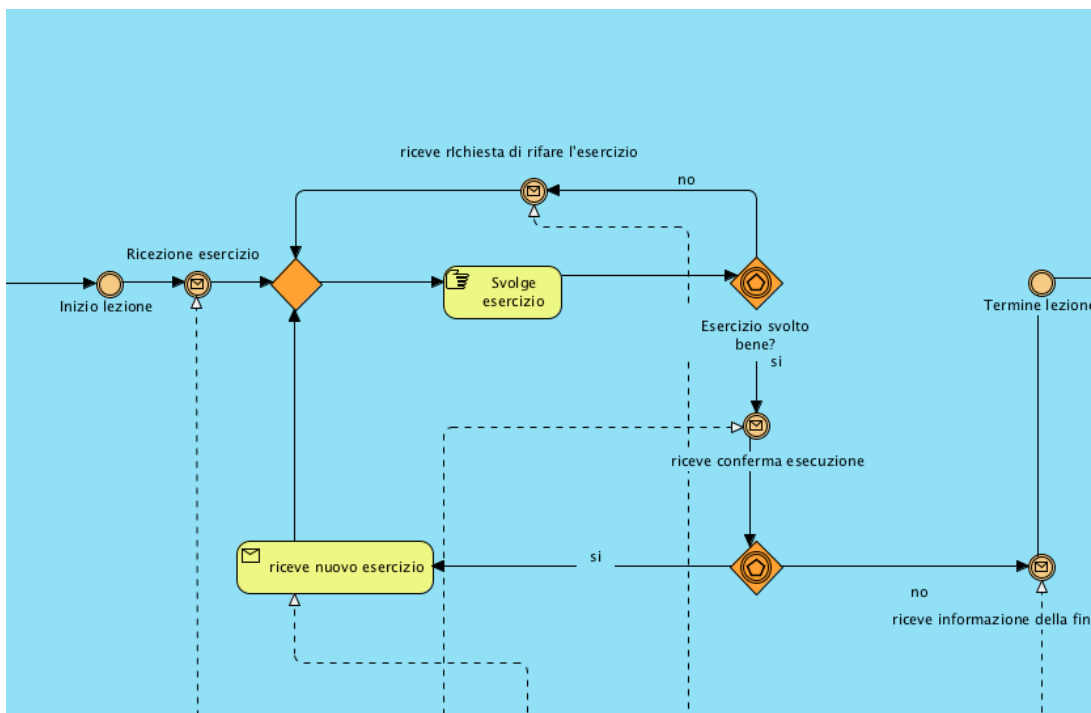 riceve rIchiesta di rifare l'esercizio
no
Ricezione esercizio
Inizio lezione
Svolge
esercizio
Esercizio svolto
bene?
si
Termine lezione
riceve conferma esecuzione
riceve nuovo esercizio
si
no
riceve informazione della fin